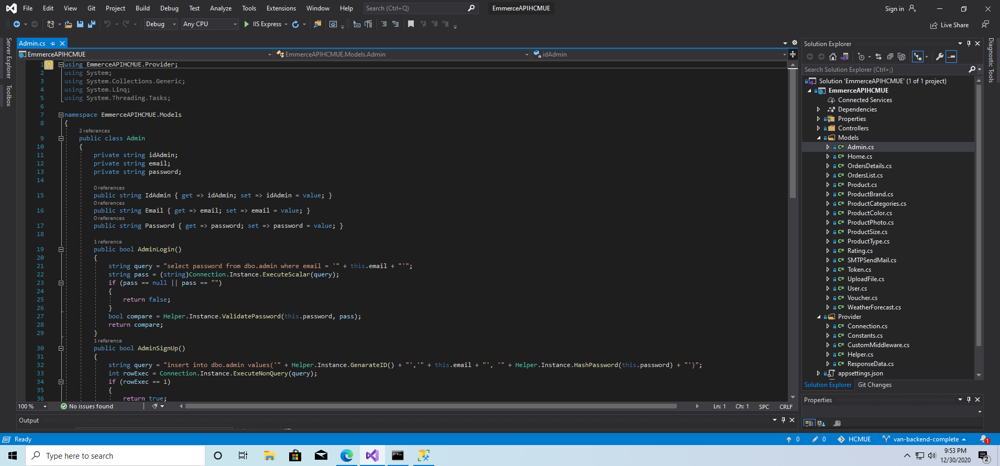 File Edit View Git Project Build Debug Test Analyze Tools Extensions Window Help Search (Ctrl+Q) EmmerceAPIHCMUE Sign in
Debug Any CPU IIS Express Live Share
Server Explorer
Toolbox
Admin.cs
EmmerceAPIHCMUE EmmerceAPIHCMUE.Models.Admin idAdmin
1 using EmmerceAPIHCMUE.Provider;
2 using System;
3 using System.Collections.Generic;
4 using System.Linq;
5 using System.Threading.Tasks;
6
7 namespace EmmerceAPIHCMUE.Models
8 {
2 references
9 public class Admin
10 {
11 private string idAdmin;
12 private string email;
13 private string password;
14
0 references
15 public string IdAdmin { get => idAdmin; set => idAdmin = value; }
0 references
16 public string Email { get => email; set => email = value; }
0 references
17 public string Password { get => password; set => password = value; }
18
1 reference
19 public bool AdminLogin()
20 {
21 string query = "select password from dbo.admin where email = '" + this.email + "'";
22 string pass = (string)Connection.Instance.ExecuteScalar(query);
23 if (pass == null || pass == "")
24 {
25 return false;
26 }
27 bool compare = Helper.Instance.ValidatePassword(this.password, pass);
28 return compare;
29 }
1 reference
30 public bool AdminSignUp()
31 {
32 string query = "insert into dbo.admin values('" + Helper.Instance.GenarateID() + "','" + this.email + "', '" + Helper.Instance.HashPassword(this.password) + "')";
33 int rowExec = Connection.Instance.ExecuteNonQuery(query);
34 if (rowExec == 1)
35 {
36 return true;
100 % No issues found Ln: 1 Ch: 1 SPC CRLF
Output
Solution Explorer
Search Solution Explorer (Ctrl+;)
Solution 'EmmerceAPIHCMUE' (1 of 1 project)
EmmerceAPIHCMUE
Connected Services
Dependencies
Properties
Controllers
Models
C# Admin.cs
C# Home.cs
C# OrdersDetails.cs
C# OrdersList.cs
C# Product.cs
C# ProductBrand.cs
C# ProductCategories.cs
C# ProductColor.cs
C# ProductPhoto.cs
C# ProductSize.cs
C# ProductType.cs
C# Rating.cs
C# SMTPSendMail.cs
C# Token.cs
C# UploadFile.cs
C# User.cs
C# Voucher.cs
C# WeatherForecast.cs
Provider
C# Connection.cs
C# Constants.cs
C# CustomMiddleware.cs
C# Helper.cs
C# ResponseData.cs
appsettings.json
Solution Explorer Git Changes
Properties
Diagnostic Tools
Ready 0 0 HCMUE van-backend-complete 1
Type here to search
9:53 PM
12/30/2020
2